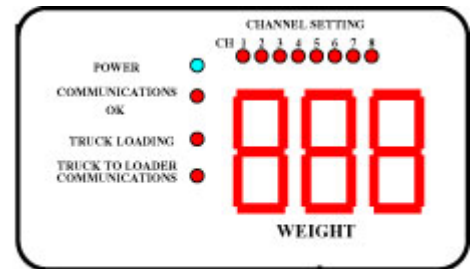 CHANNEL SETTING
CH 1 2 3 4 5 6 7 8
POWER
COMMUNICATIONS
OK
TRUCK LOADING
TRUCK TO LOADER
COMMUNICATIONS
888
WEIGHT